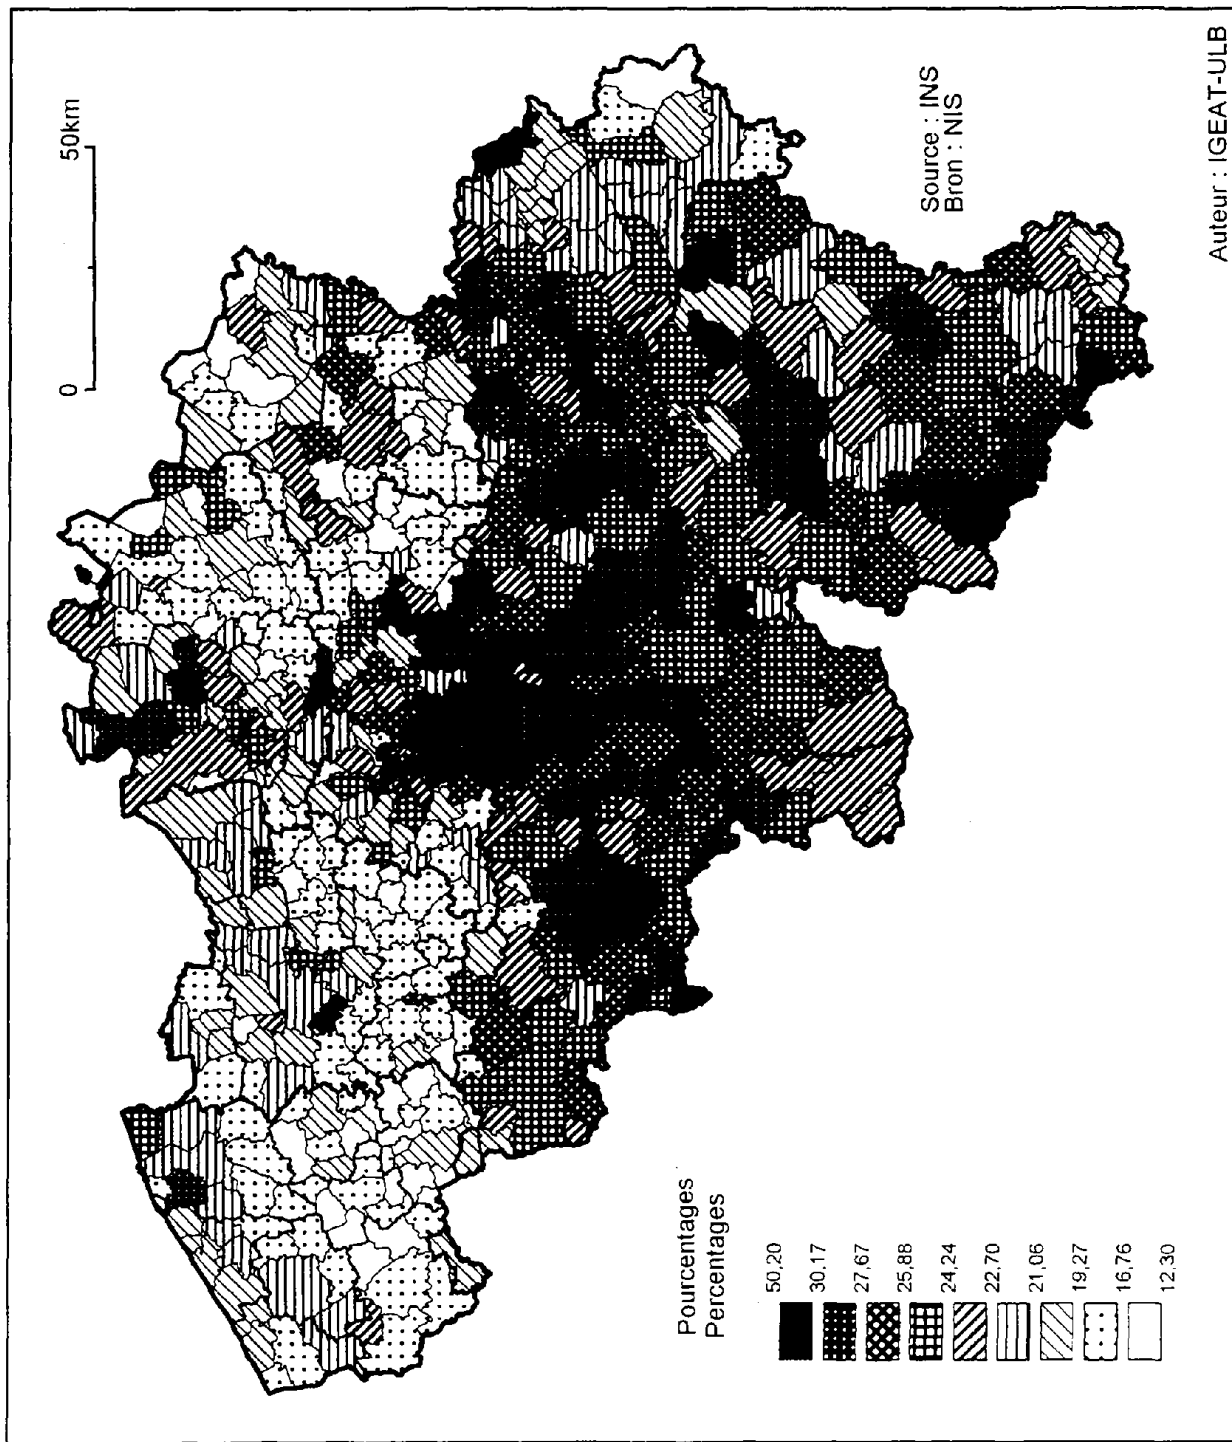 0 50km
Source : INS
Bron : NIS
Pourcentages
Percentages
50,20
30,17
27,67
25,88
24,24
22,70
21,06
19,27
16,76
12,30
Auteur : IGEAT-ULB